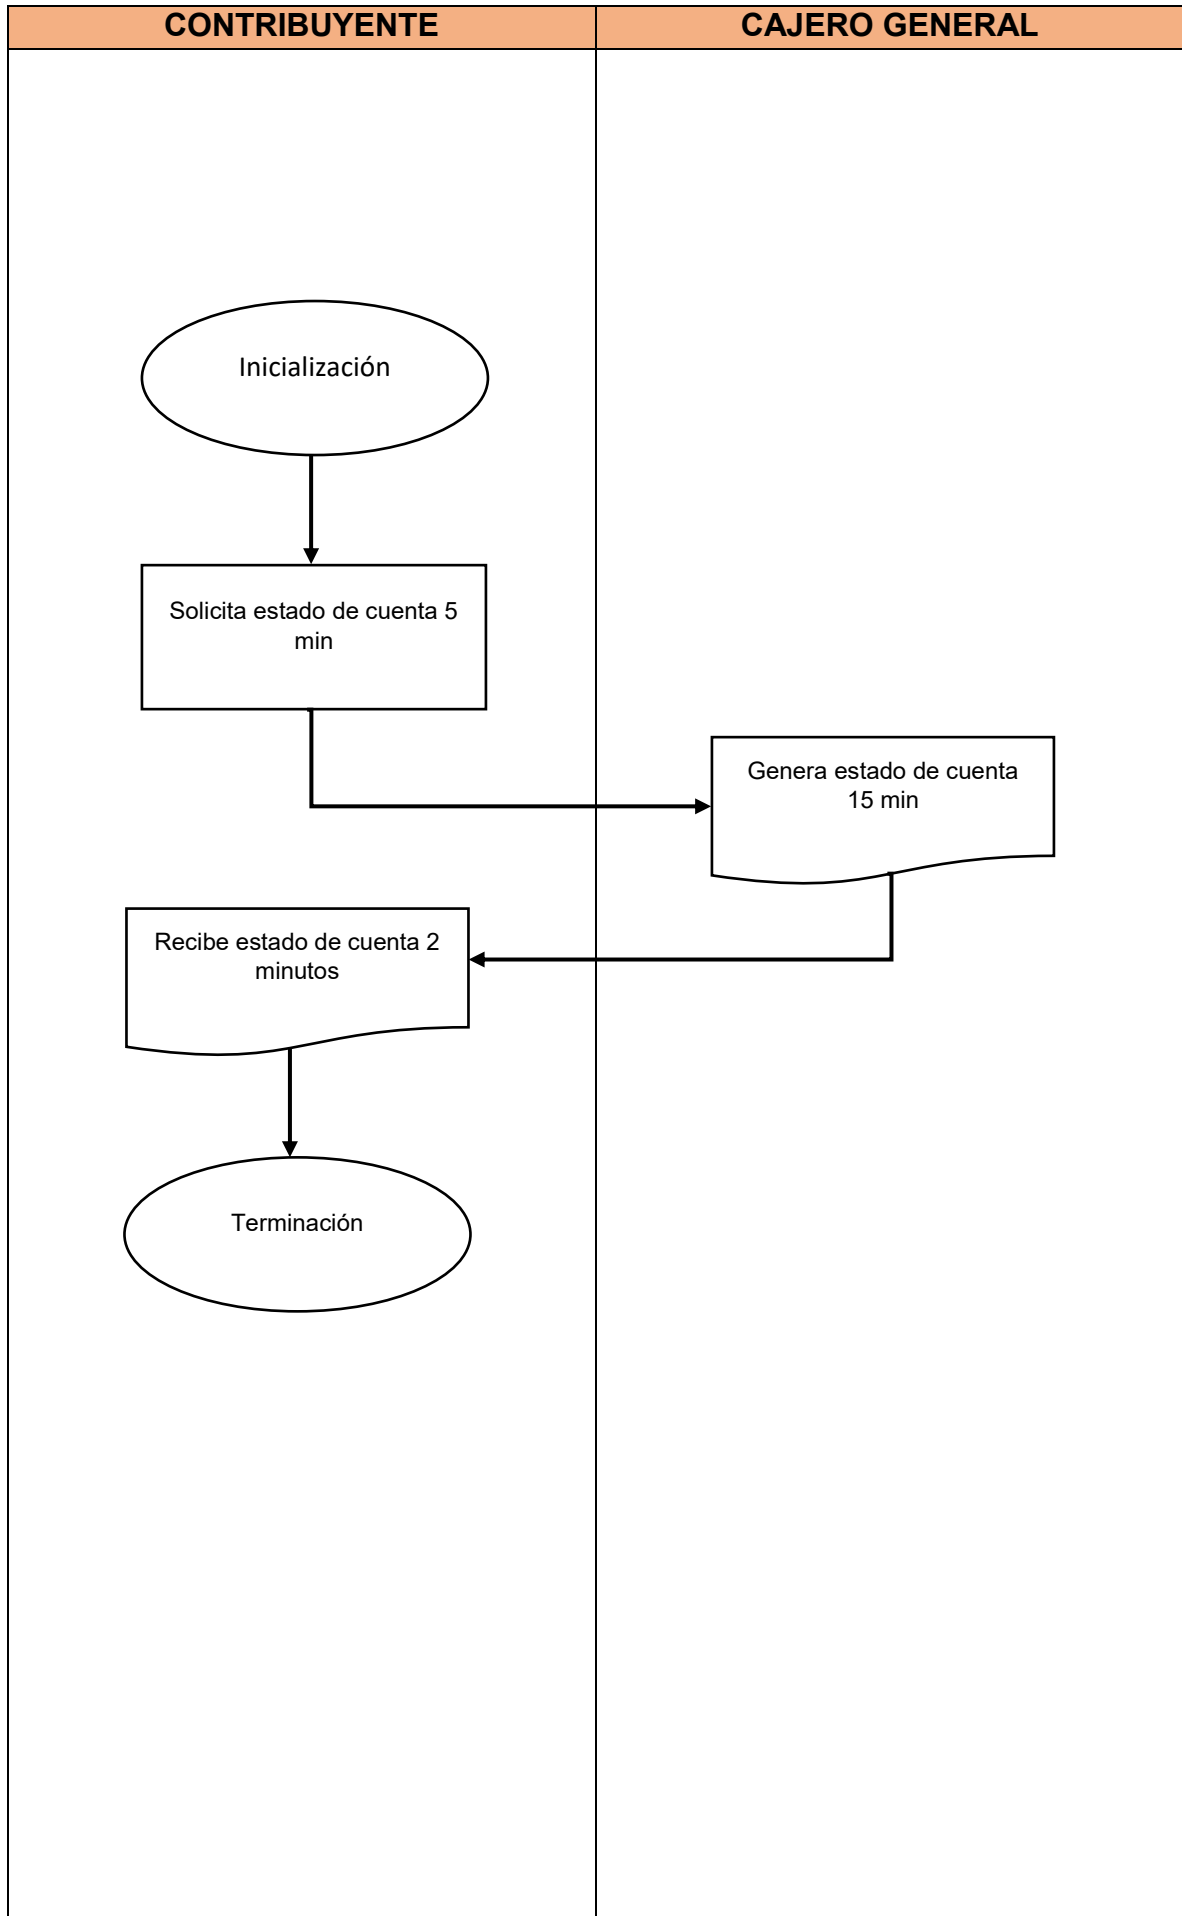 CONTRIBUYENTE
CAJERO GENERAL
Inicialización
Solicita estado de cuenta 5
min
Genera estado de cuenta
15 min
Recibe estado de cuenta 2
minutos
Terminación